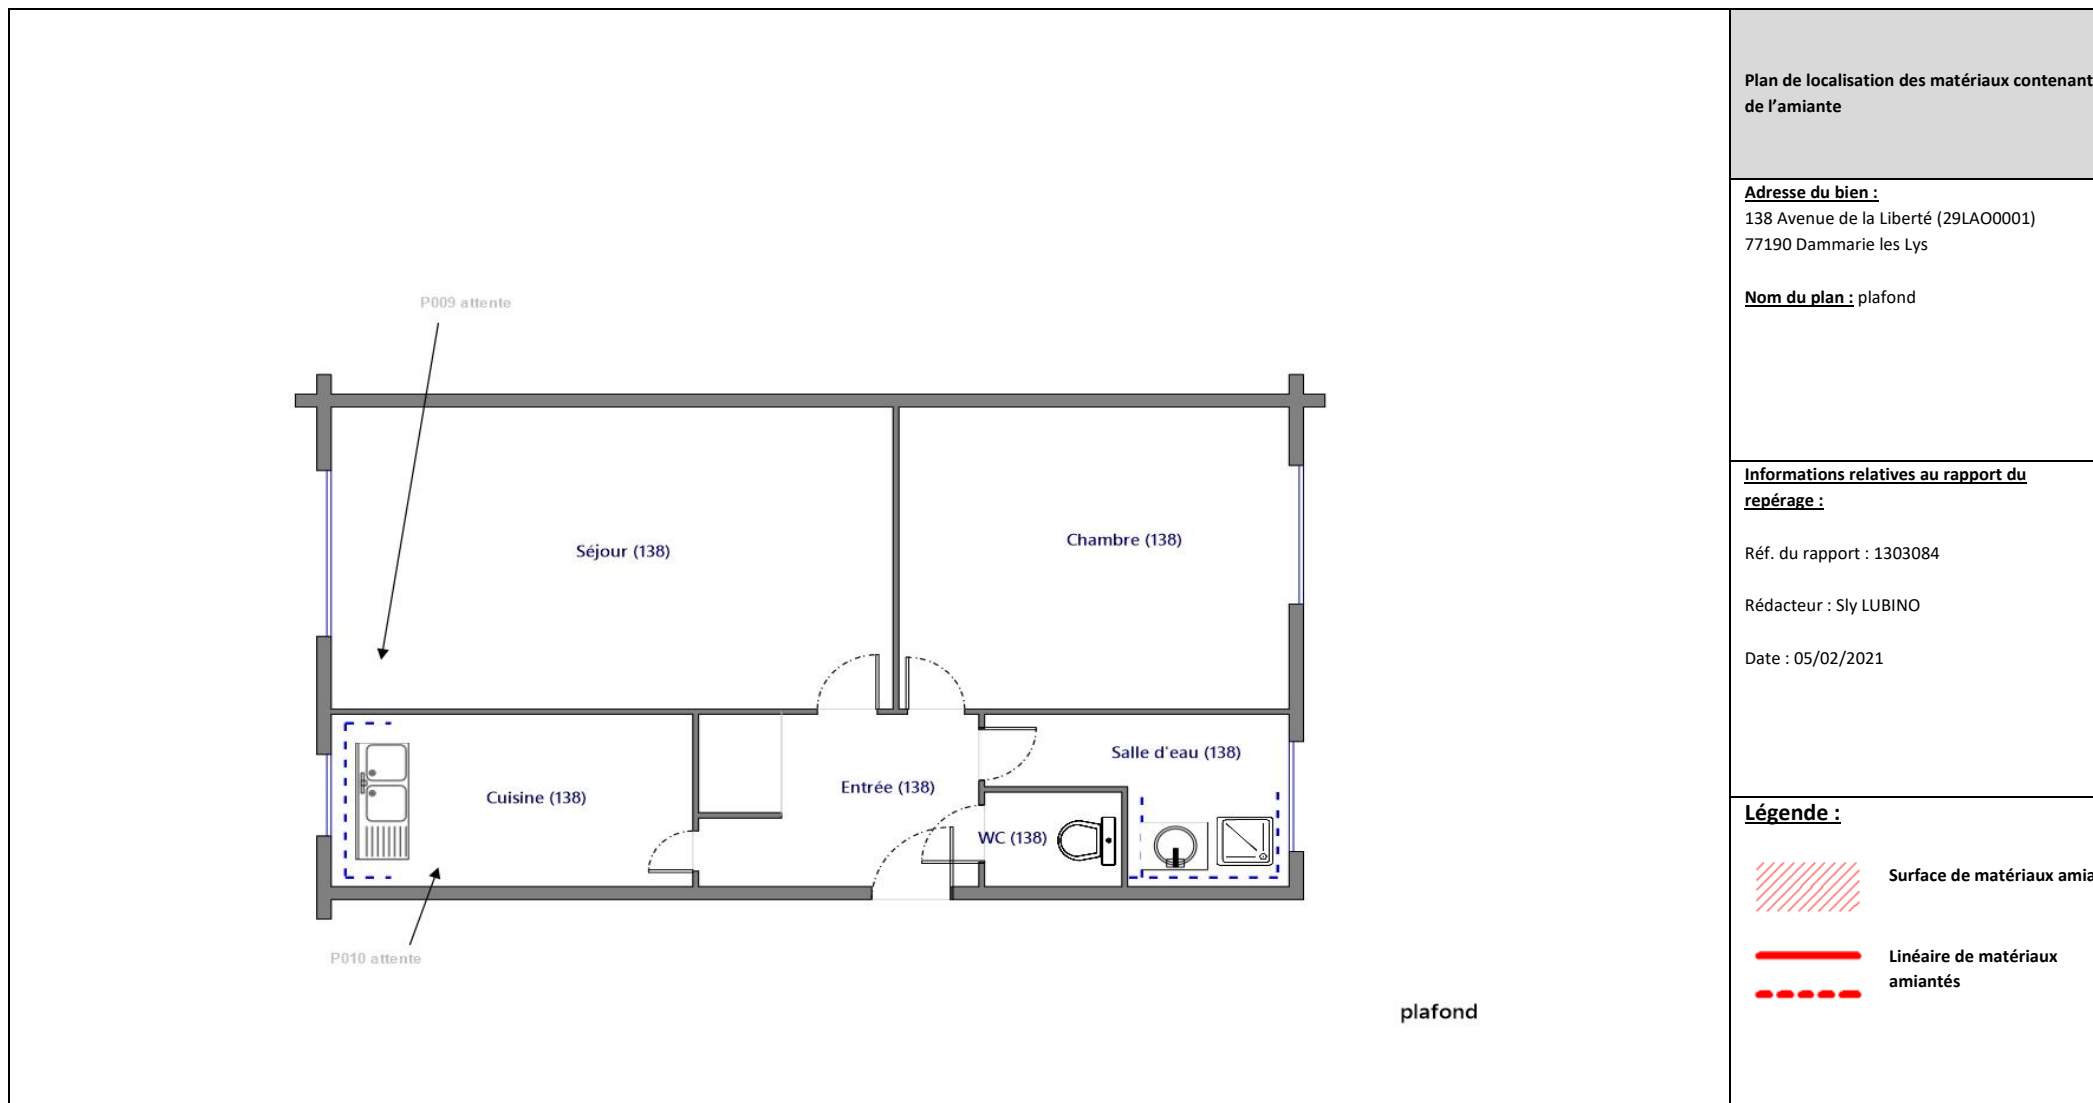 Plan de localisation des matériaux contenant
de l’amiante
Adresse du bien :
138 Avenue de la Liberté (29LAO0001)
77190 Dammarie les Lys
Nom du plan : plafond
P009 attente
Informations relatives au rapport du
repérage :
Réf. du rapport : 1303084
Rédacteur : Sly LUBINO
Date : 05/02/2021
Séjour (138)
Chambre (138)
Salle d'eau (138)
Cuisine (138)
Entrée (138)
WC (138)
P010 attente
plafond
Légende :
Surface de matériaux amia
Linéaire de matériaux
amiantés